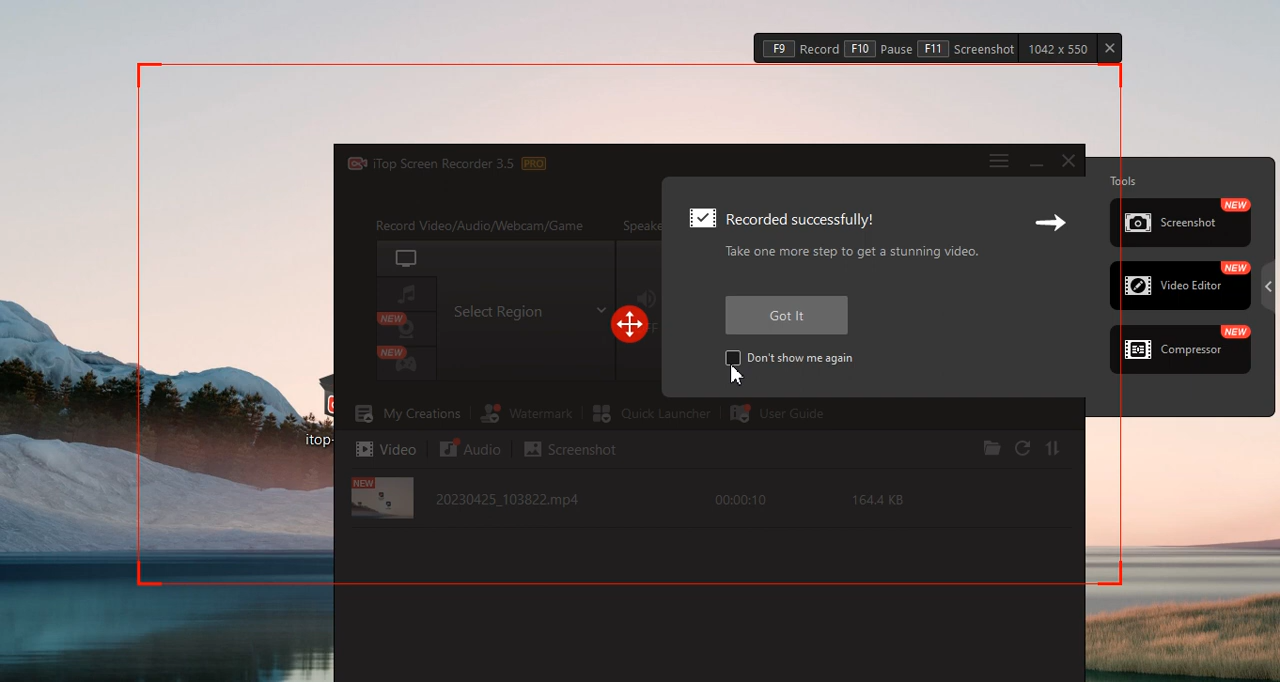 F9 Record F10 Pause F11 Screenshot 1042 x 550
iTop Screen Recorder 3.5 PRO
Tools
Screenshot NEW
Video Editor NEW
Compressor NEW
Record Video/Audio/Webcam/Game
Speake
Recorded successfully!
Take one more step to get a stunning video.
Got It
Don't show me again
NEW
NEW
Select Region
FF
itop-
My Creations Watermark Quick Launcher User Guide
Video Audio Screenshot
NEW
20230425_103822.mp4 00:00:10 164.4 KB